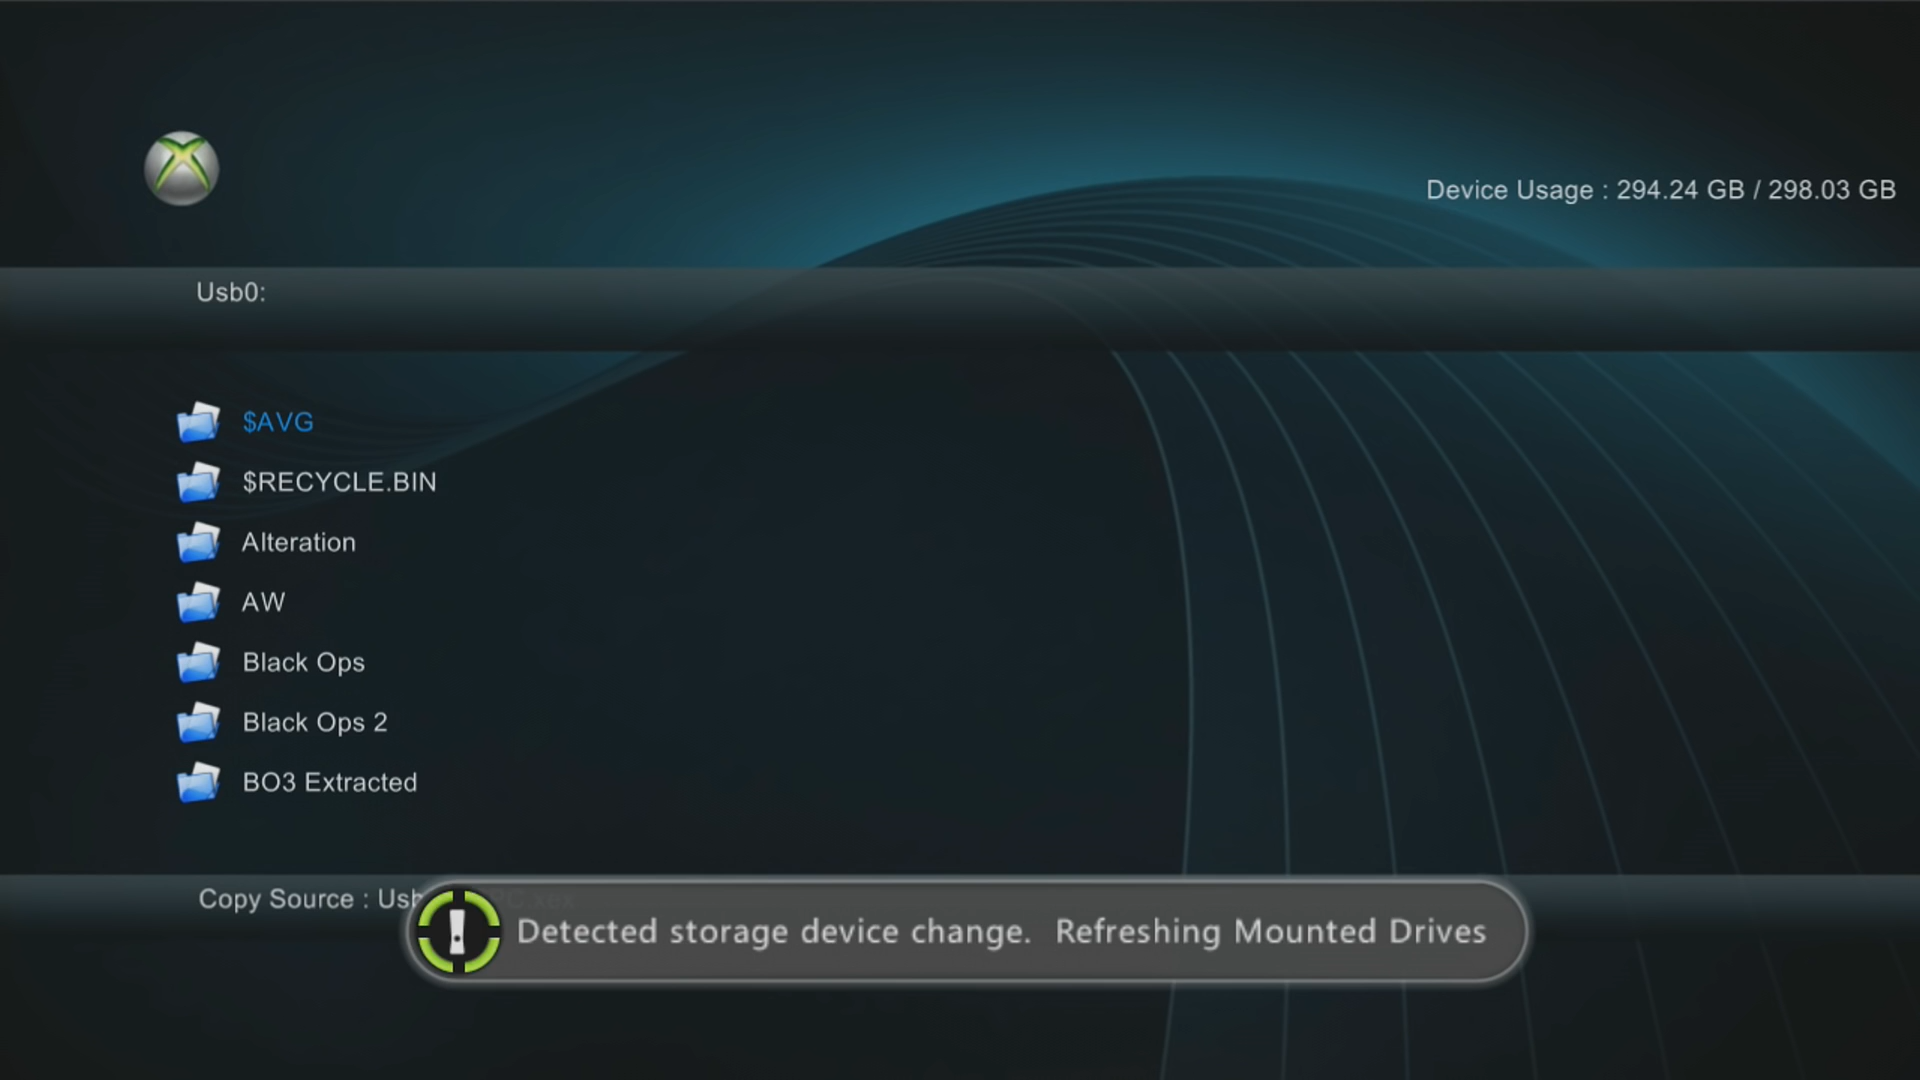 Device Usage : 294.24 GB / 298.03 GB
Usb0:
$AVG
$RECYCLE.BIN
Alteration
AW
Black Ops
Black Ops 2
BO3 Extracted
Copy Source : Usb
Detected storage device change. Refreshing Mounted Drives